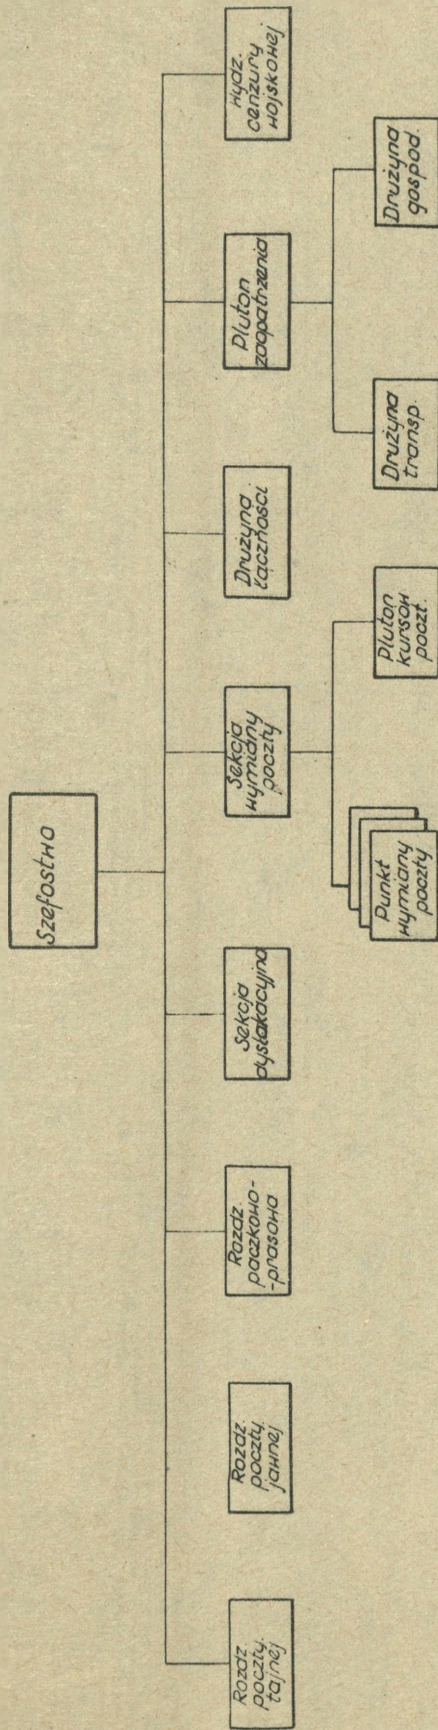 Szefostwo
Rozdz
poczty.
tajnej
Rozdz
poczty.
jawnej
Rozdz.
paczkowo-
-prasowa
Sekcja
dyslokacyjna
Sekcja
wymiany
poczty
Drużyna
łączności
Pluton
zaopatrzenia
Wydz.
cenzury
wojskowej
Punkt
wymiany
poczty
Pluton
kursow
poczt.
Drużyna
transp.
Drużyna
gospod.